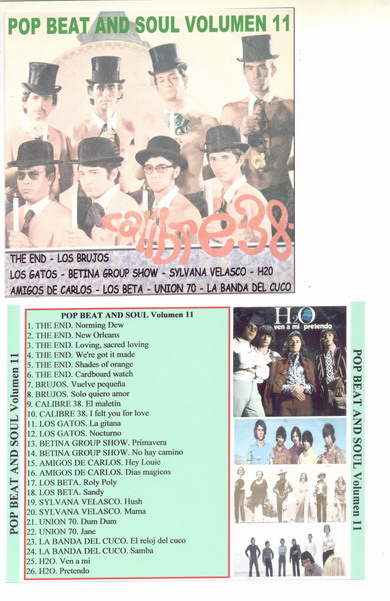 POP BEAT AND SOUL VOLUMEN 11
calibre 38
THE END - LOS BRUJOS
LOS GATOS - BETINA GROUP SHOW - SYLVANA VELASCO - H2O
AMIGOS DE CARLOS - LOS BETA - UNION 70 - LA BANDA DEL CUCO
POP BEAT AND SOUL Volumen 11
POP BEAT AND SOUL Volumen 11
1. THE END. Norming Dew
2. THE END. New Orleans
3. THE END. Loving, sacred loving
4. THE END. We're got it made
5. THE END. Shades of orange
6. THE END. Cardboard watch
7. BRUJOS. Vuelve pequeña
8. BRUJOS. Solo quiero amor
9. CALIBRE 38. El maletín
10. CALIBRE 38. I felt you for love
11. LOS GATOS. La gitana
12. LOS GATOS. Nocturno
13. BETINA GROUP SHOW. Primavera
14. BETINA GROUP SHOW. No hay camino
15. AMIGOS DE CARLOS. Hey Louie
16. AMIGOS DE CARLOS. Dias magicos
17. LOS BETA. Roly Poly
18. LOS BETA. Sandy
19. SYLVANA VELASCO. Hush
20. SYLVANA VELASCO. Mama
21. UNION 70. Dum Dum
22. UNION 70. Jane
23. LA BANDA DEL CUCO. El reloj del cuco
24. LA BANDA DEL CUCO. Samba
25. H2O. Ven a mi
26. H2O. Pretendo
H2O
ven a mi pretendo
POP BEAT AND SOUL Volumen 11